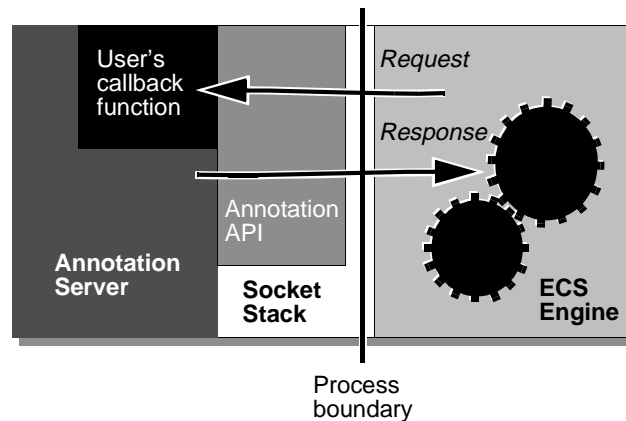 User's
callback
function
Request
Response
Annotation
API
Annotation
Server
Socket
Stack
ECS
Engine
Process
boundary